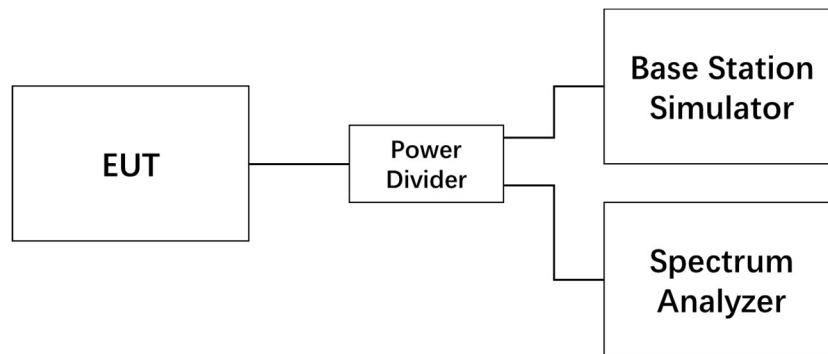 EUT
Power
Divider
Base Station
Simulator
Spectrum
Analyzer